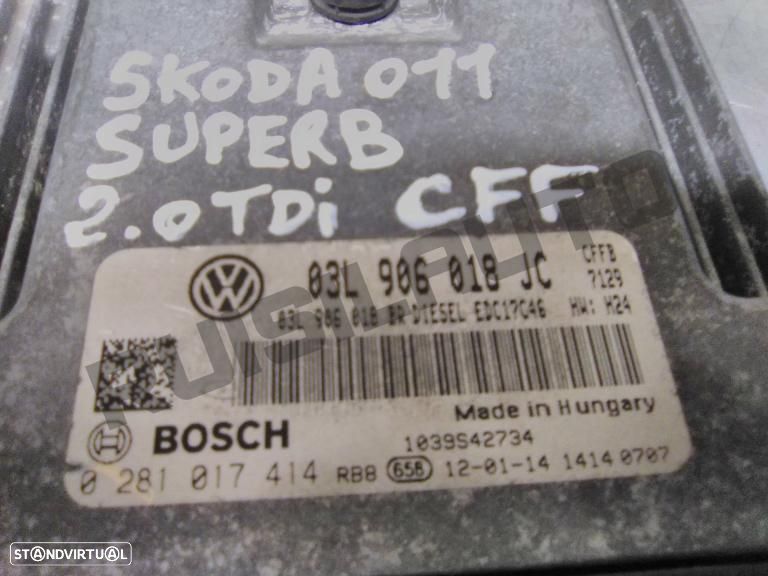 SKODA 011
SUPERB
2.0TDi CFF
03L 906 018 JC CFFB
7129
03L 906 018 BR DIESEL EDC17C46 HW: H24
Made in Hungary
BOSCH 1039S42734
0 281 017 414 RB8 658 12-01-14 1414 0707
FUSILAUTO
STANDVIRTUAL